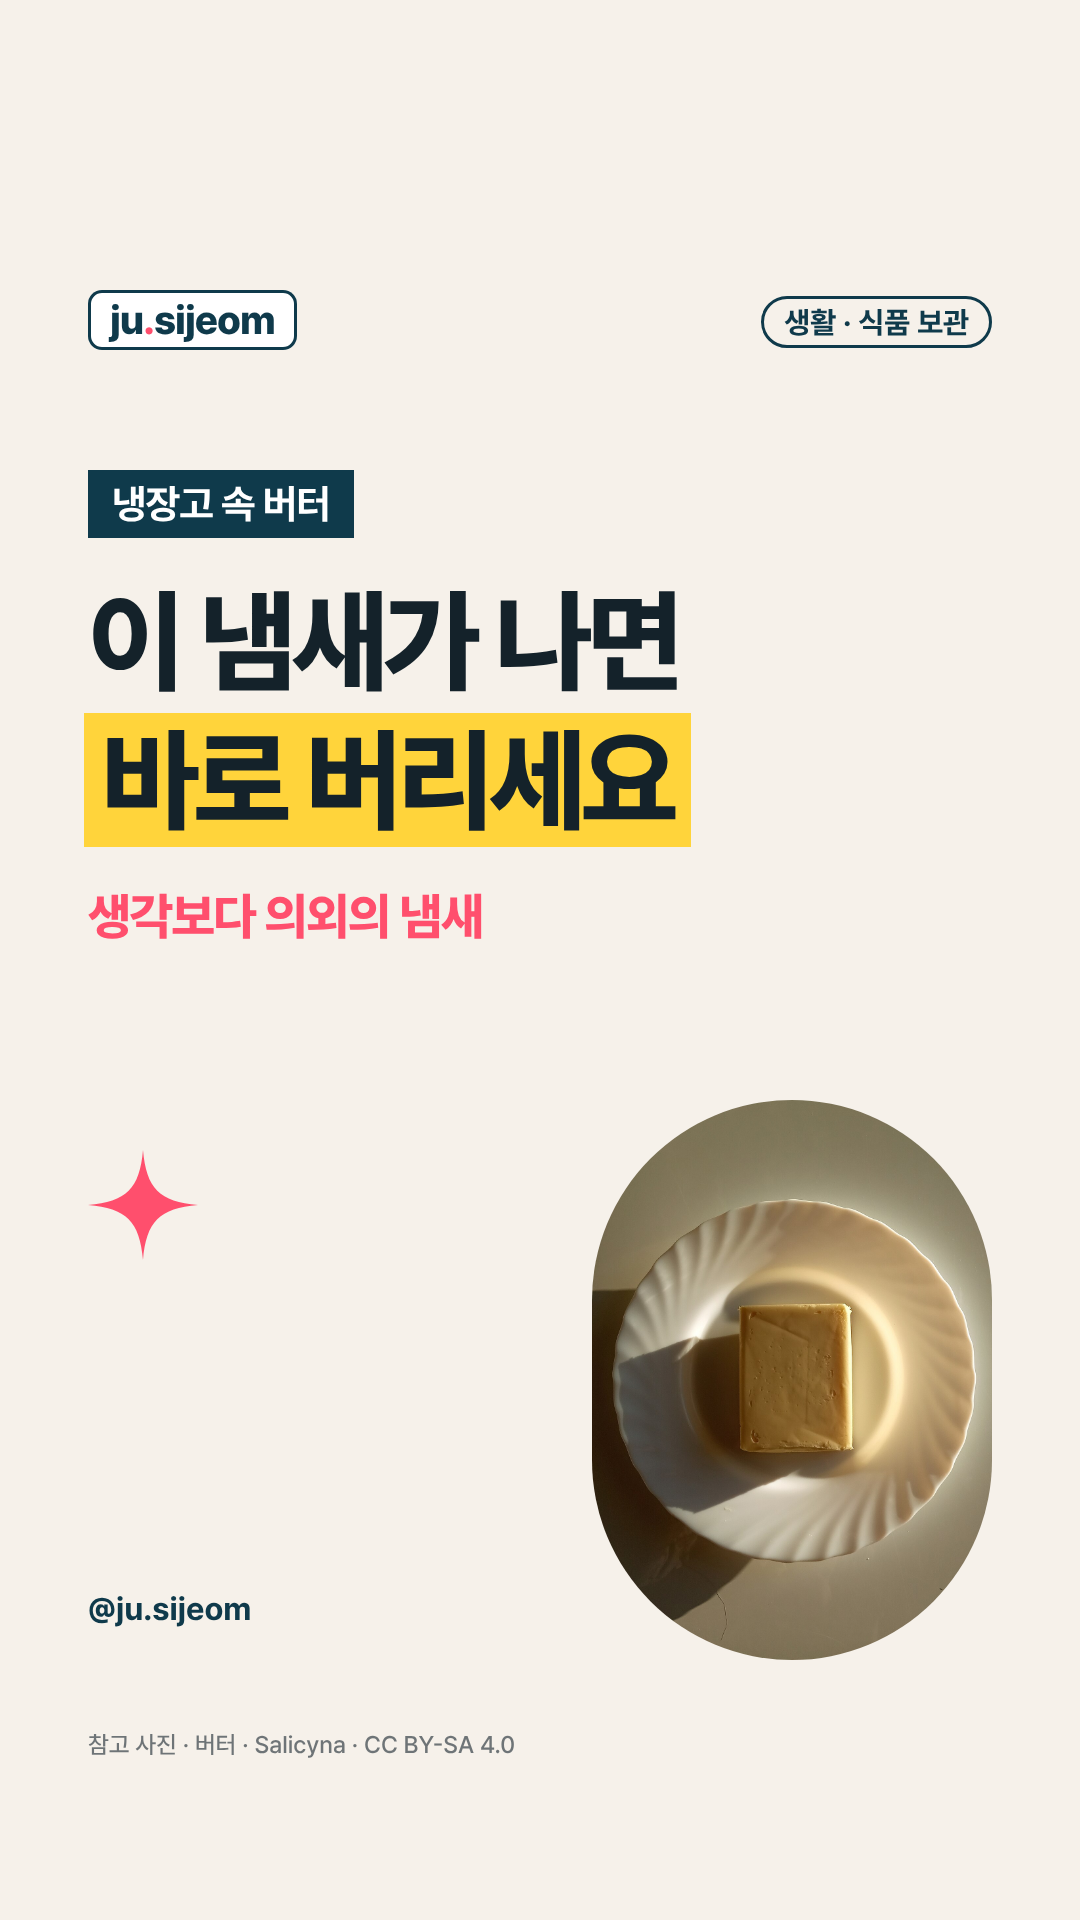 ju.sijeom
생활 · 식품 보관
냉장고 속 버터
이 냄새가 나면
바로 버리세요
생각보다 의외의 냄새
@ju.sijeom
참고 사진 · 버터 · Salicyna · CC BY-SA 4.0